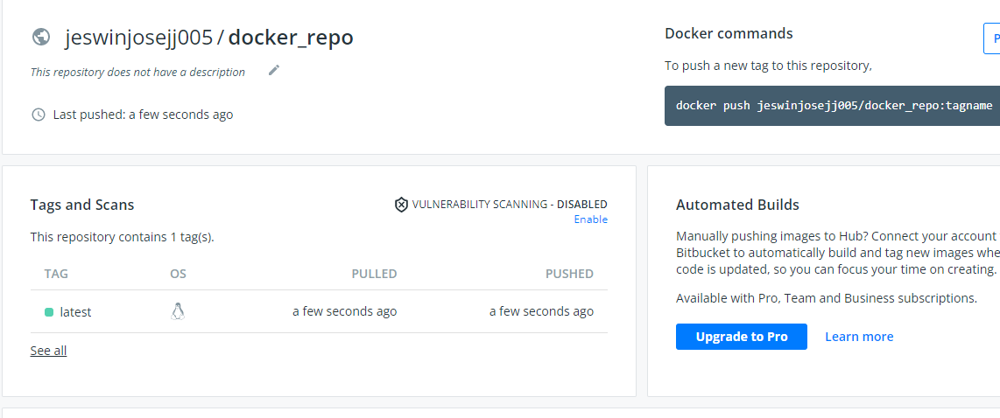 jeswinjosejj005 / docker_repo
This repository does not have a description
Last pushed: a few seconds ago
Docker commands
P
To push a new tag to this repository,
docker push jeswinjosejj005/docker_repo:tagname
Tags and Scans
VULNERABILITY SCANNING - DISABLED
Enable
This repository contains 1 tag(s).
TAG OS PULLED PUSHED
latest a few seconds ago a few seconds ago
See all
Automated Builds
Manually pushing images to Hub? Connect your account
Bitbucket to automatically build and tag new images whe
code is updated, so you can focus your time on creating.
Available with Pro, Team and Business subscriptions.
Upgrade to Pro Learn more